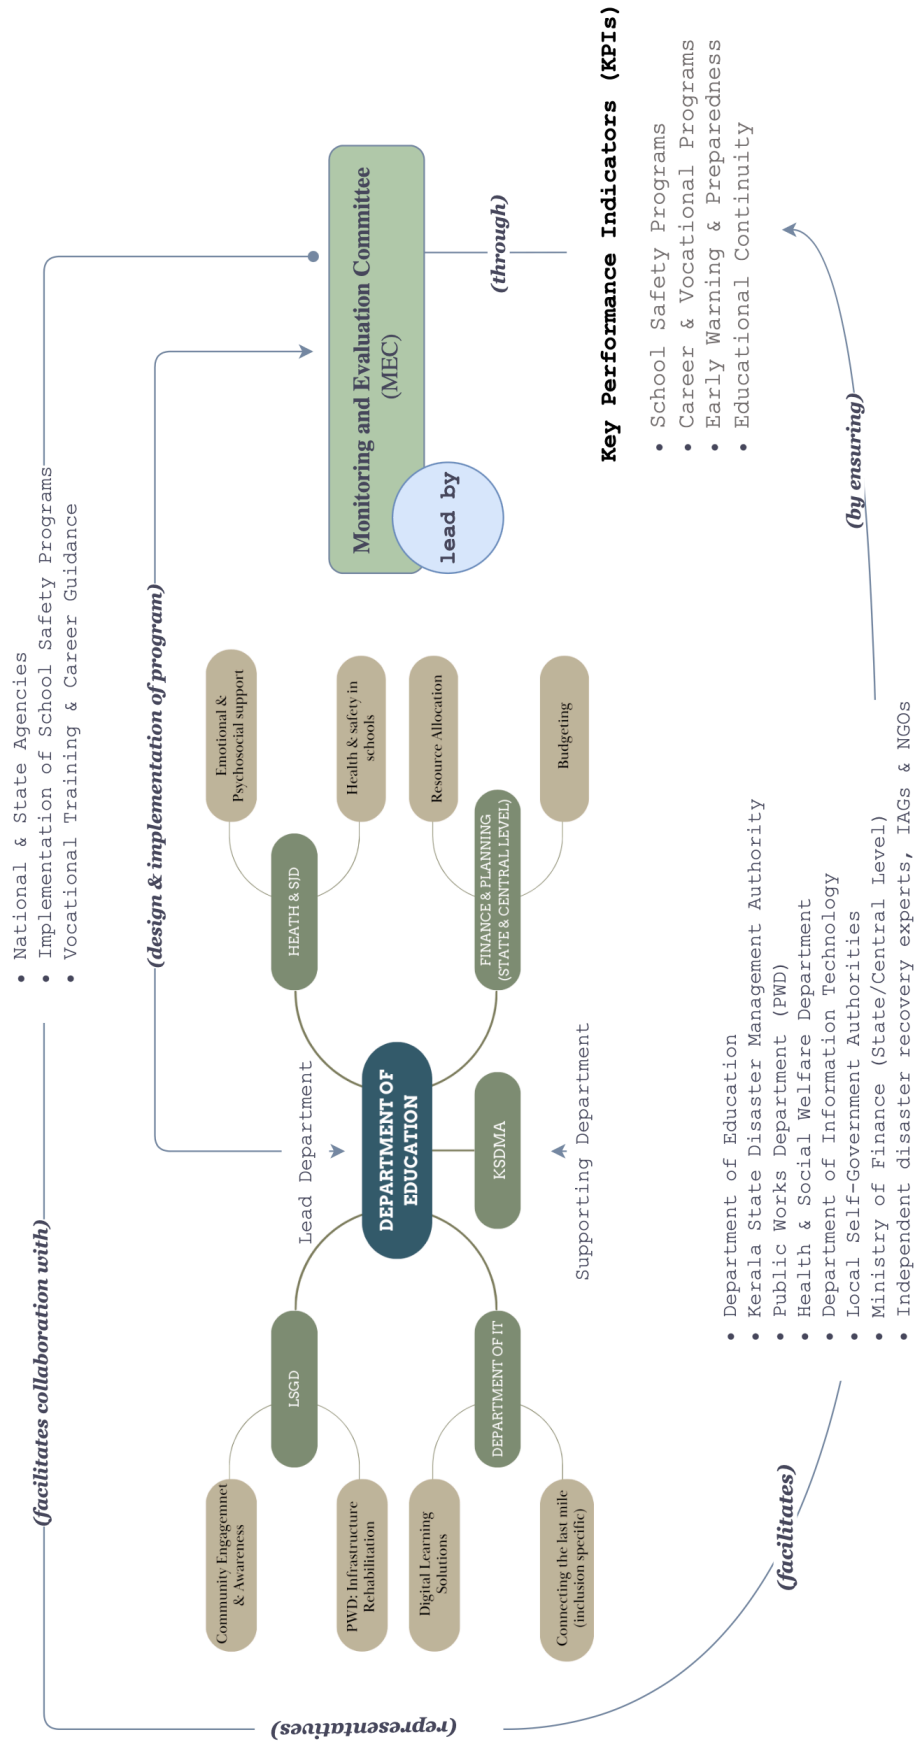 (facilitates collaboration with)
• National & State Agencies
• Implementation of School Safety Programs
• Vocational Training & Career Guidance
(design & implementation of program)
Lead Department
Community Engagemnet
& Awareness
LSGD
PWD: Infrastructure
Rehabilitation
DEPARTMENT OF
EDUCATION
HEATH & SJD
Emotional &
Psychosocial support
Health & safety in
schools
Digital Learning
Solutions
DEPARTMENT OF IT
Connecting the last mile
(inclusion specific)
KSDMA
Supporting Department
FINANCE & PLANNING
(STATE & CENTRAL LEVEL)
Resource Allocation
Budgeting
Monitoring and Evaluation Committee
(MEC)
lead by
(through)
Key Performance Indicators (KPIs)
• School Safety Programs
• Career & Vocational Programs
• Early Warning & Preparedness
• Educational Continuity
(representatives)
(facilitates)
• Department of Education
• Kerala State Disaster Management Authority
• Public Works Department (PWD)
• Health & Social Welfare Department
• Department of Information Technology
• Local Self-Government Authorities
• Ministry of Finance (State/Central Level)
• Independent disaster recovery experts, IAGs & NGOs
(by ensuring)